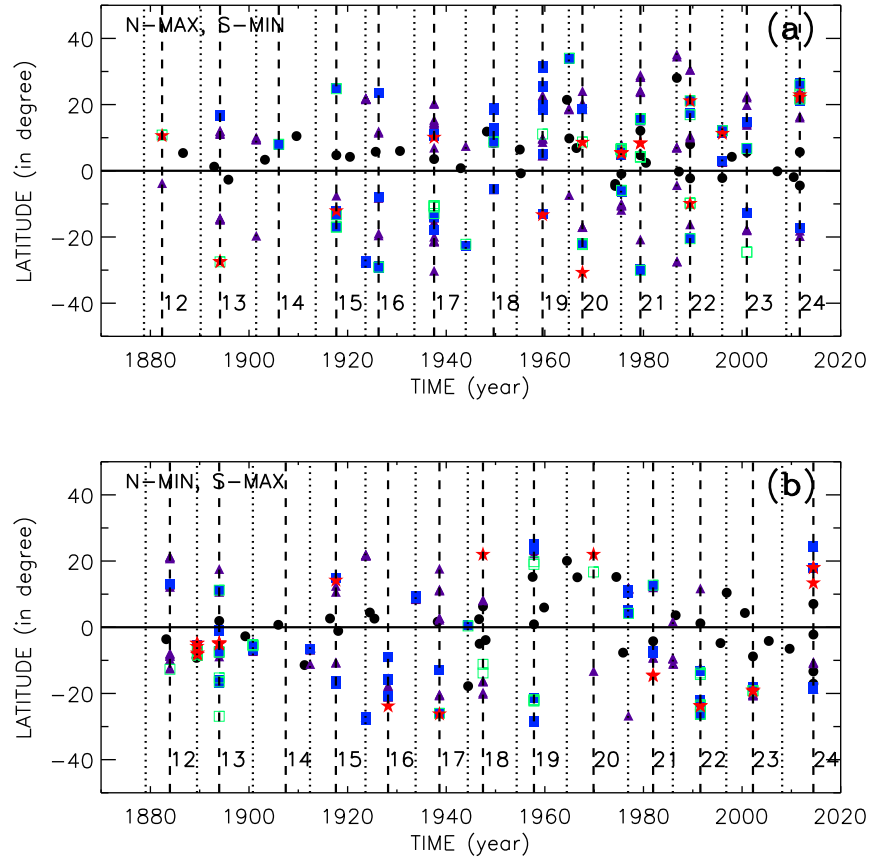 N-MAX, S-MIN
(a)
40
20
0
-20
-40
LATITUDE (in degree)
12 13 14 15 16 17 18 19 20 21 22 23 24
1880 1900 1920 1940 1960 1980 2000 2020
TIME (year)
N-MIN, S-MAX
(b)
40
20
0
-20
-40
LATITUDE (in degree)
12 13 14 15 16 17 18 19 20 21 22 23 24
1880 1900 1920 1940 1960 1980 2000 2020
TIME (year)